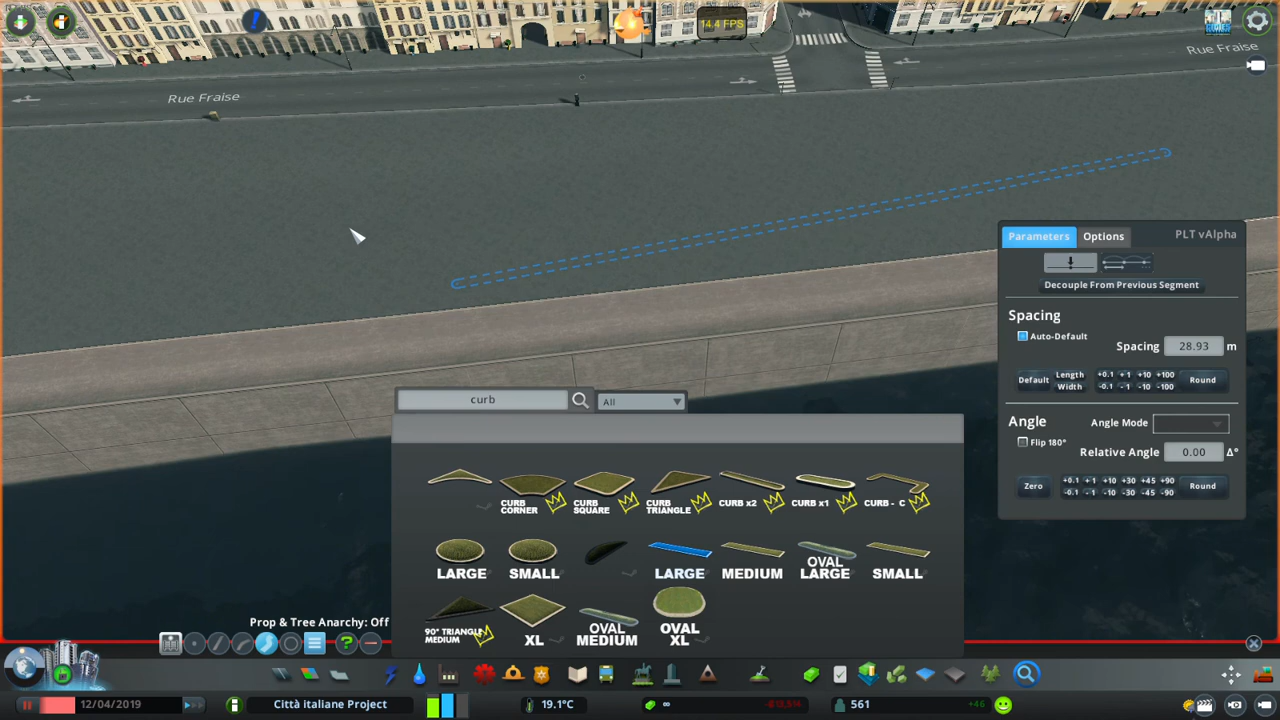 14.4 FPS
Rue Fraise
Rue Fraise
Parameters
Options
PLT vAlpha
Decouple From Previous Segment
Spacing
Auto-Default
Spacing 28.93 m
Default
Length
Width
+0.1 +1 +10 +100
-0.1 -1 -10 -100
Round
Angle
Angle Mode
Flip 180°
Relative Angle 0.00 Δ°
Zero
+0.1 +1 +10 +30 +45 +90
-0.1 -1 -10 -30 -45 -90
Round
curb
All
CURB CORNER
CURB SQUARE
CURB TRIANGLE
CURB x2
CURB x1
CURB - C
LARGE
SMALL
LARGE
MEDIUM
OVAL LARGE
SMALL
90° TRIANGLE MEDIUM
XL
OVAL MEDIUM
OVAL XL
Prop & Tree Anarchy: Off
12/04/2019
Città italiane Project
19.1°C
∞
561
+46